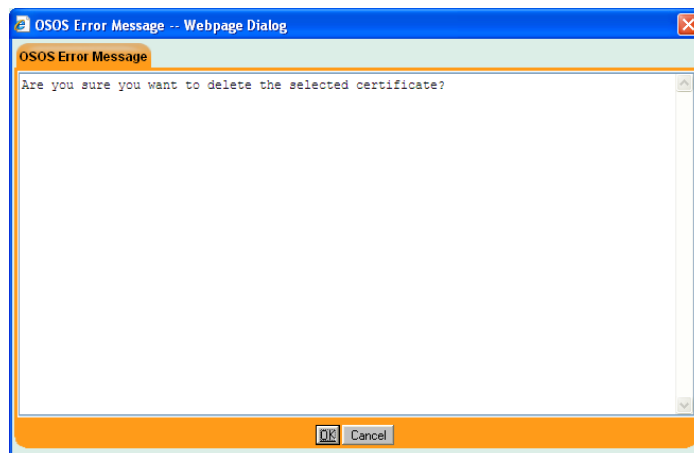 OSOS Error Message -- Webpage Dialog
OSOS Error Message
Are you sure you want to delete the selected certificate?
OK Cancel